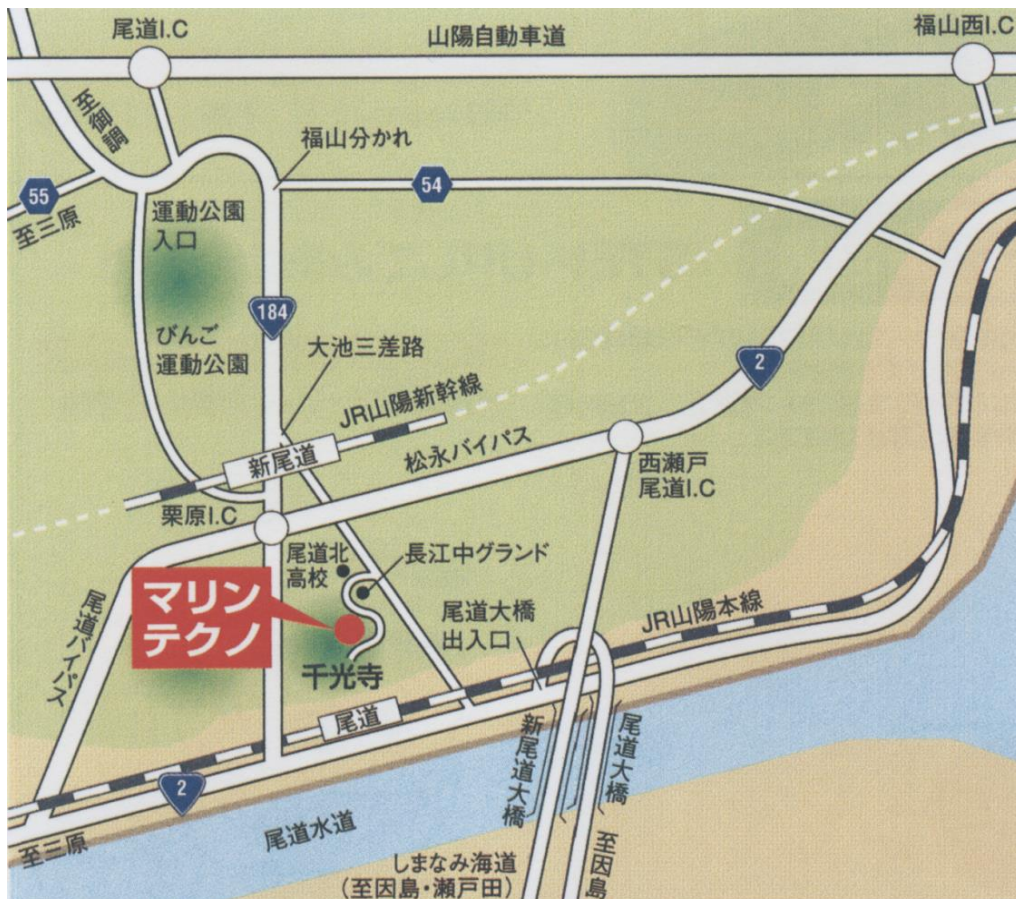 尾道I.C
山陽自動車道
福山西I.C
至御調
福山分かれ
55
54
至三原
運動公園
入口
184
びんご
運動公園
大池三差路
2
JR山陽新幹線
新尾道
松永バイパス
西瀬戸
尾道I.C
栗原I.C
尾道北
高校
長江中グランド
マリン
テクノ
尾道大橋
出入口
JR山陽本線
尾道バイパス
千光寺
尾道
新尾道大橋
尾道大橋
2
尾道水道
至三原
しまなみ海道
(至因島・瀬戸田)
至因島